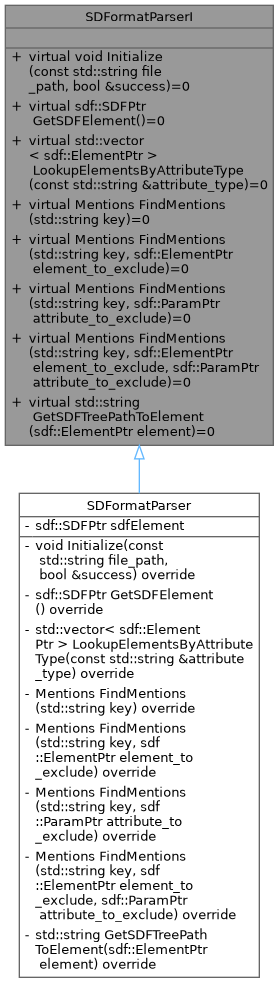 SDFormatParserI
+ virtual void Initialize
(const std::string file
_path, bool &success)=0
+ virtual sdf::SDFPtr
GetSDFElement()=0
+ virtual std::vector
< sdf::ElementPtr >
LookupElementsByAttributeType
(const std::string &attribute_type)=0
+ virtual Mentions FindMentions
(std::string key)=0
+ virtual Mentions FindMentions
(std::string key, sdf::ElementPtr
element_to_exclude)=0
+ virtual Mentions FindMentions
(std::string key, sdf::ParamPtr
attribute_to_exclude)=0
+ virtual Mentions FindMentions
(std::string key, sdf::ElementPtr
element_to_exclude, sdf::ParamPtr
attribute_to_exclude)=0
+ virtual std::string
GetSDFTreePathToElement
(sdf::ElementPtr element)=0
SDFormatParser
- sdf::SDFPtr sdfElement
- void Initialize(const
std::string file_path,
bool &success) override
- sdf::SDFPtr GetSDFElement
() override
- std::vector< sdf::Element
Ptr > LookupElementsByAttribute
Type(const std::string &attribute
_type) override
- Mentions FindMentions
(std::string key) override
- Mentions FindMentions
(std::string key, sdf
::ElementPtr element_to
_exclude) override
- Mentions FindMentions
(std::string key, sdf
::ParamPtr attribute_to
_exclude) override
- Mentions FindMentions
(std::string key, sdf
::ElementPtr element_to
_exclude, sdf::ParamPtr
attribute_to_exclude) override
- std::string GetSDFTreePath
ToElement(sdf::ElementPtr
element) override